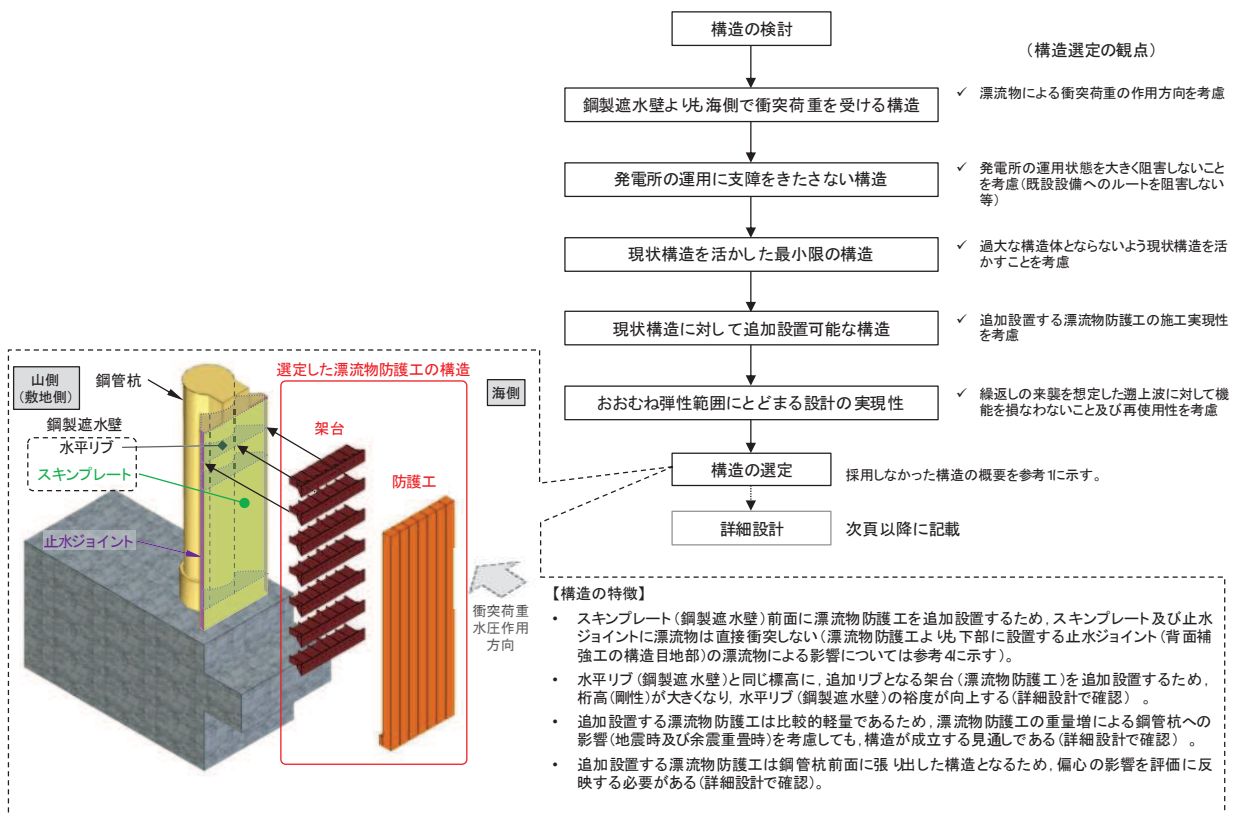 構造の検討
（構造選定の観点）
鋼製遮水壁よりも海側で衝突荷重を受ける構造
✓ 漂流物による衝突荷重の作用方向を考慮
発電所の運用に支障をきたさない構造
✓ 発電所の運用状態を大きく阻害しないこと
を考慮（既設設備へのルートを阻害しない
等）
現状構造を活かした最小限の構造
✓ 過大な構造体とならないよう現状構造を活
かすことを考慮
現状構造に対して追加設置可能な構造
✓ 追加設置する漂流物防護工の施工実現性
を考慮
おおむね弾性範囲にとどまる設計の実現性
✓ 繰返しの来襲を想定した遡上波に対して機
能を損なわないこと及び再使用性を考慮
構造の選定
採用しなかった構造の概要を参考1に示す。
詳細設計
次頁以降に記載
山側
（敷地側）
鋼管杭
選定した漂流物防護工の構造
海側
鋼製遮水壁
水平リブ
スキンプレート
架台
防護工
止水ジョイント
衝突荷重
水圧作用
方向
【構造の特徴】
・ スキンプレート（鋼製遮水壁）前面に漂流物防護工を追加設置するため，スキンプレート及び止水
ジョイントに漂流物は直接衝突しない（漂流物防護工よりも下部に設置する止水ジョイント（背面補
強工の構造目地部）の漂流物による影響については参考4に示す）。
・ 水平リブ（鋼製遮水壁）と同じ標高に，追加リブとなる架台（漂流物防護工）を追加設置するため，
桁高（剛性）が大きくなり，水平リブ（鋼製遮水壁）の裕度が向上する（詳細設計で確認）。
・ 追加設置する漂流物防護工は比較的軽量であるため，漂流物防護工の重量増による鋼管杭への
影響（地震時及び余震重畳時）を考慮しても，構造が成立する見通しである（詳細設計で確認）。
・ 追加設置する漂流物防護工は鋼管杭前面に張り出した構造となるため，偏心の影響を評価に反
映する必要がある（詳細設計で確認）。